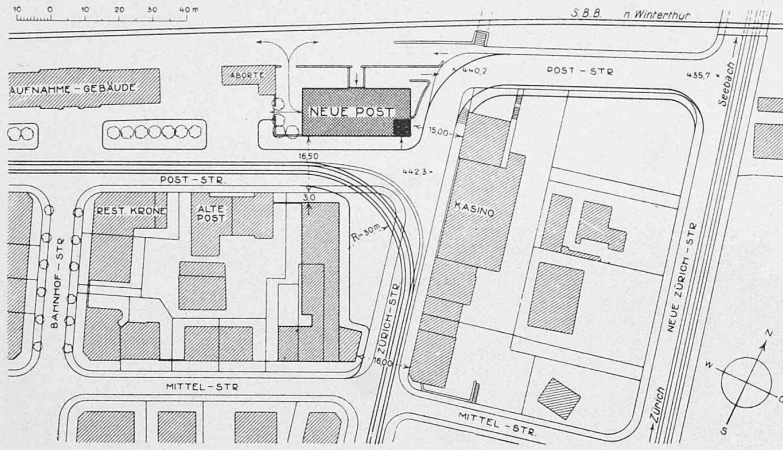 10 0 10 20 30 40 m
S.B.B. n. Winterthur
AUFNAHME-GEBÄUDE
ABORTE
NEUE POST
440,2
POST-STR
435,7
Seebach
15,00
16,50
442,3
POST-STR.
3,0
REST. KRONE
ALTE
POST
KASINO
R=30m
BAHNHOF-STR
ZÜRICH-STR.
NEUE ZÜRICH-STR
16,00
MITTEL-STR
MITTEL-STR.
Zürich
N
W
O
S